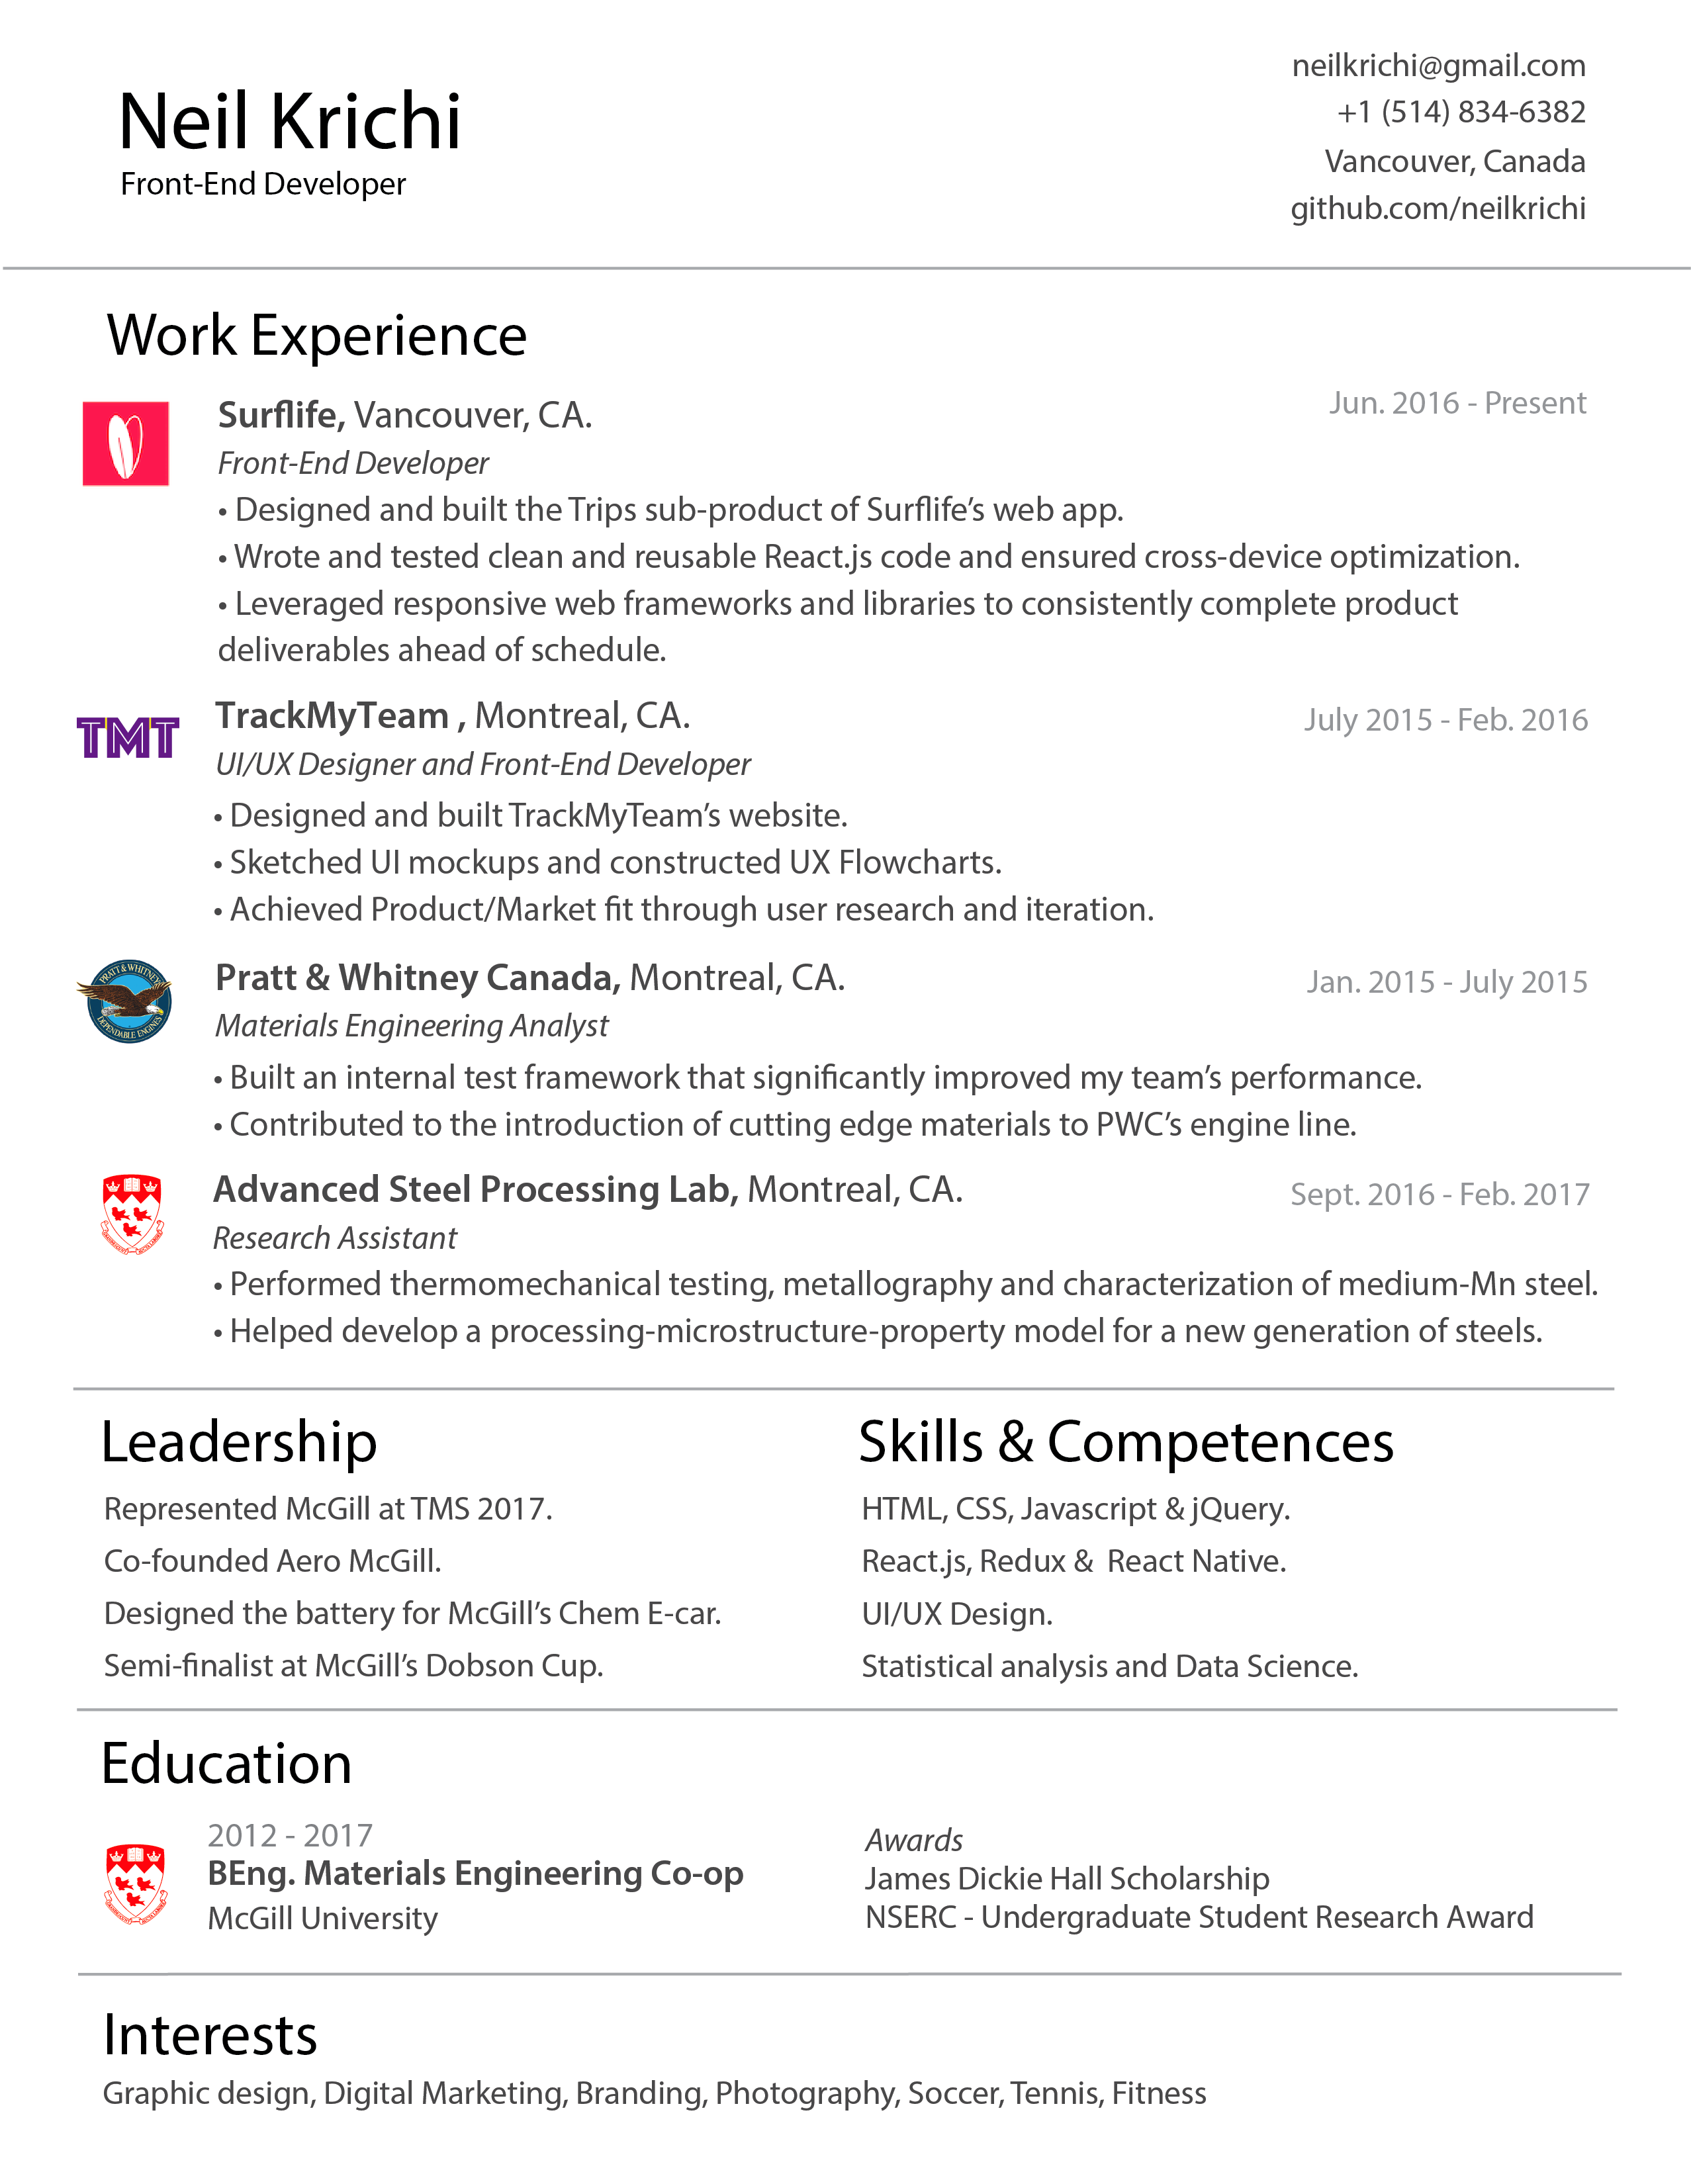 Neil Krichi
Front-End Developer
neilkrichi@gmail.com
+1 (514) 834-6382
Vancouver, Canada
github.com/neilkrichi
Work Experience
Surflife, Vancouver, CA.
Jun. 2016 - Present
Front-End Developer
• Designed and built the Trips sub-product of Surflife’s web app.
• Wrote and tested clean and reusable React.js code and ensured cross-device optimization.
• Leveraged responsive web frameworks and libraries to consistently complete product
deliverables ahead of schedule.
TMT
TrackMyTeam , Montreal, CA.
July 2015 - Feb. 2016
UI/UX Designer and Front-End Developer
• Designed and built TrackMyTeam’s website.
• Sketched UI mockups and constructed UX Flowcharts.
• Achieved Product/Market fit through user research and iteration.
PRATT & WHITNEY
DEPENDABLE ENGINES
Pratt & Whitney Canada, Montreal, CA.
Jan. 2015 - July 2015
Materials Engineering Analyst
• Built an internal test framework that significantly improved my team’s performance.
• Contributed to the introduction of cutting edge materials to PWC’s engine line.
Advanced Steel Processing Lab, Montreal, CA.
Sept. 2016 - Feb. 2017
Research Assistant
• Performed thermomechanical testing, metallography and characterization of medium-Mn steel.
• Helped develop a processing-microstructure-property model for a new generation of steels.
Leadership
Represented McGill at TMS 2017.
Co-founded Aero McGill.
Designed the battery for McGill’s Chem E-car.
Semi-finalist at McGill’s Dobson Cup.
Skills & Competences
HTML, CSS, Javascript & jQuery.
React.js, Redux &  React Native.
UI/UX Design.
Statistical analysis and Data Science.
Education
2012 - 2017
BEng. Materials Engineering Co-op
McGill University
Awards
James Dickie Hall Scholarship
NSERC - Undergraduate Student Research Award
Interests
Graphic design, Digital Marketing, Branding, Photography, Soccer, Tennis, Fitness